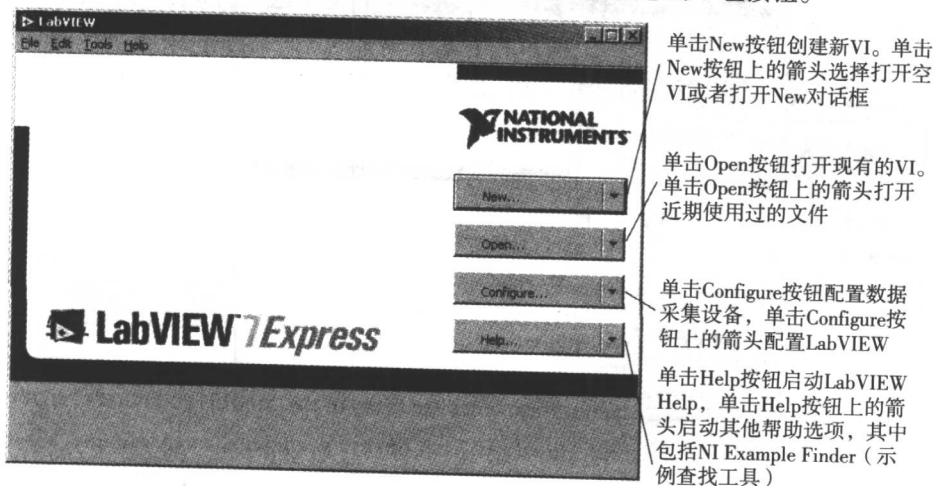 LabVIEW
File Edit Tools Help
NATIONAL
INSTRUMENTS
New...
Open...
Configure...
Help...
LabVIEW 7 Express
单击New按钮创建新VI。单击
New按钮上的箭头选择打开空
VI或者打开New对话框
单击Open按钮打开现有的VI。
单击Open按钮上的箭头打开
近期使用过的文件
单击Configure按钮配置数据
采集设备，单击Configure按
钮上的箭头配置LabVIEW
单击Help按钮启动LabVIEW
Help，单击Help按钮上的箭
头启动其他帮助选项，其中
包括NI Example Finder（示
例查找工具）